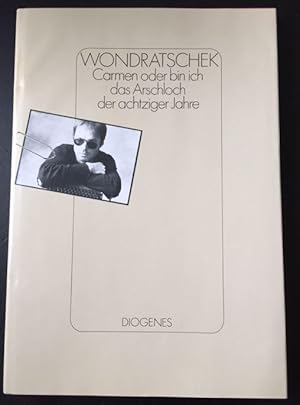 WONDRATSCHEK
Carmen oder bin ich
das Arschloch
der achtziger Jahre
DIOGENES